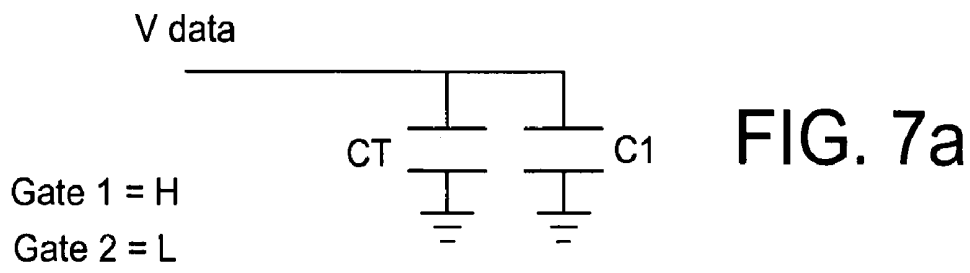 V data
CT
C1
FIG. 7a
Gate 1 = H
Gate 2 = L